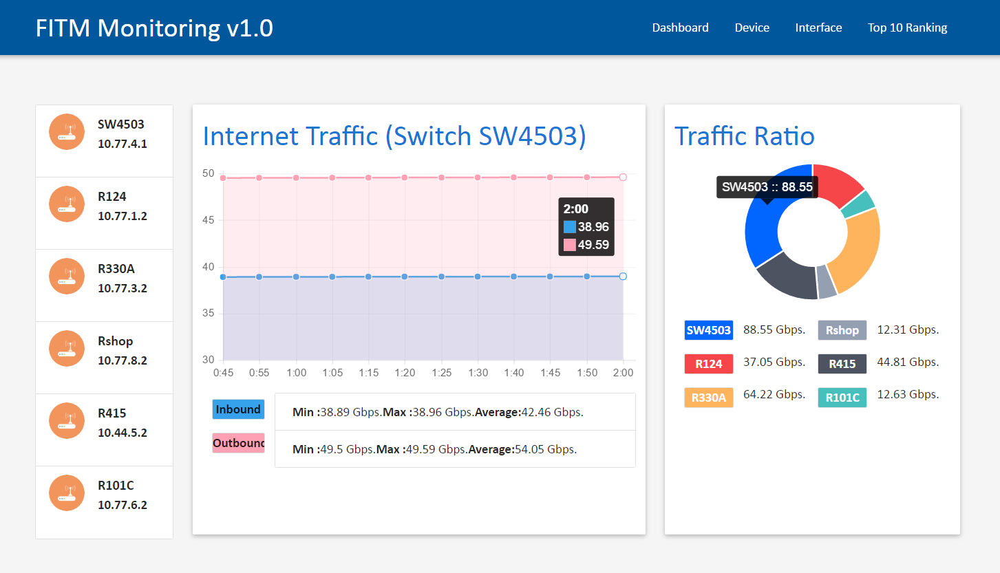 FITM Monitoring v1.0
Dashboard Device Interface Top 10 Ranking
SW4503
10.77.4.1
R124
10.77.1.2
R330A
10.77.3.2
Rshop
10.77.8.2
R415
10.44.5.2
R101C
10.77.6.2
Internet Traffic (Switch SW4503)
50
45
40
35
30
0:45 0:55 1:00 1:05 1:15 1:20 1:25 1:30 1:40 1:45 1:50 2:00
2:00
38.96
49.59
Inbound
Min :38.89 Gbps.Max :38.96 Gbps.Average:42.46 Gbps.
Outbound
Min :49.5 Gbps.Max :49.59 Gbps.Average:54.05 Gbps.
Traffic Ratio
SW4503 :: 88.55
SW4503 88.55 Gbps. Rshop 12.31 Gbps.
R124 37.05 Gbps. R415 44.81 Gbps.
R330A 64.22 Gbps. R101C 12.63 Gbps.